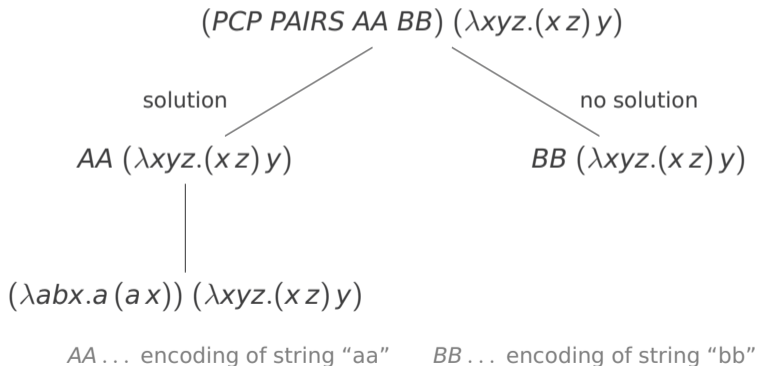 (PCP PAIRS AA BB) (λxyz.(x z) y)
solution
no solution
AA (λxyz.(x z) y)
BB (λxyz.(x z) y)
(λabx.a (a x)) (λxyz.(x z) y)
AA ... encoding of string “aa”
BB ... encoding of string “bb”